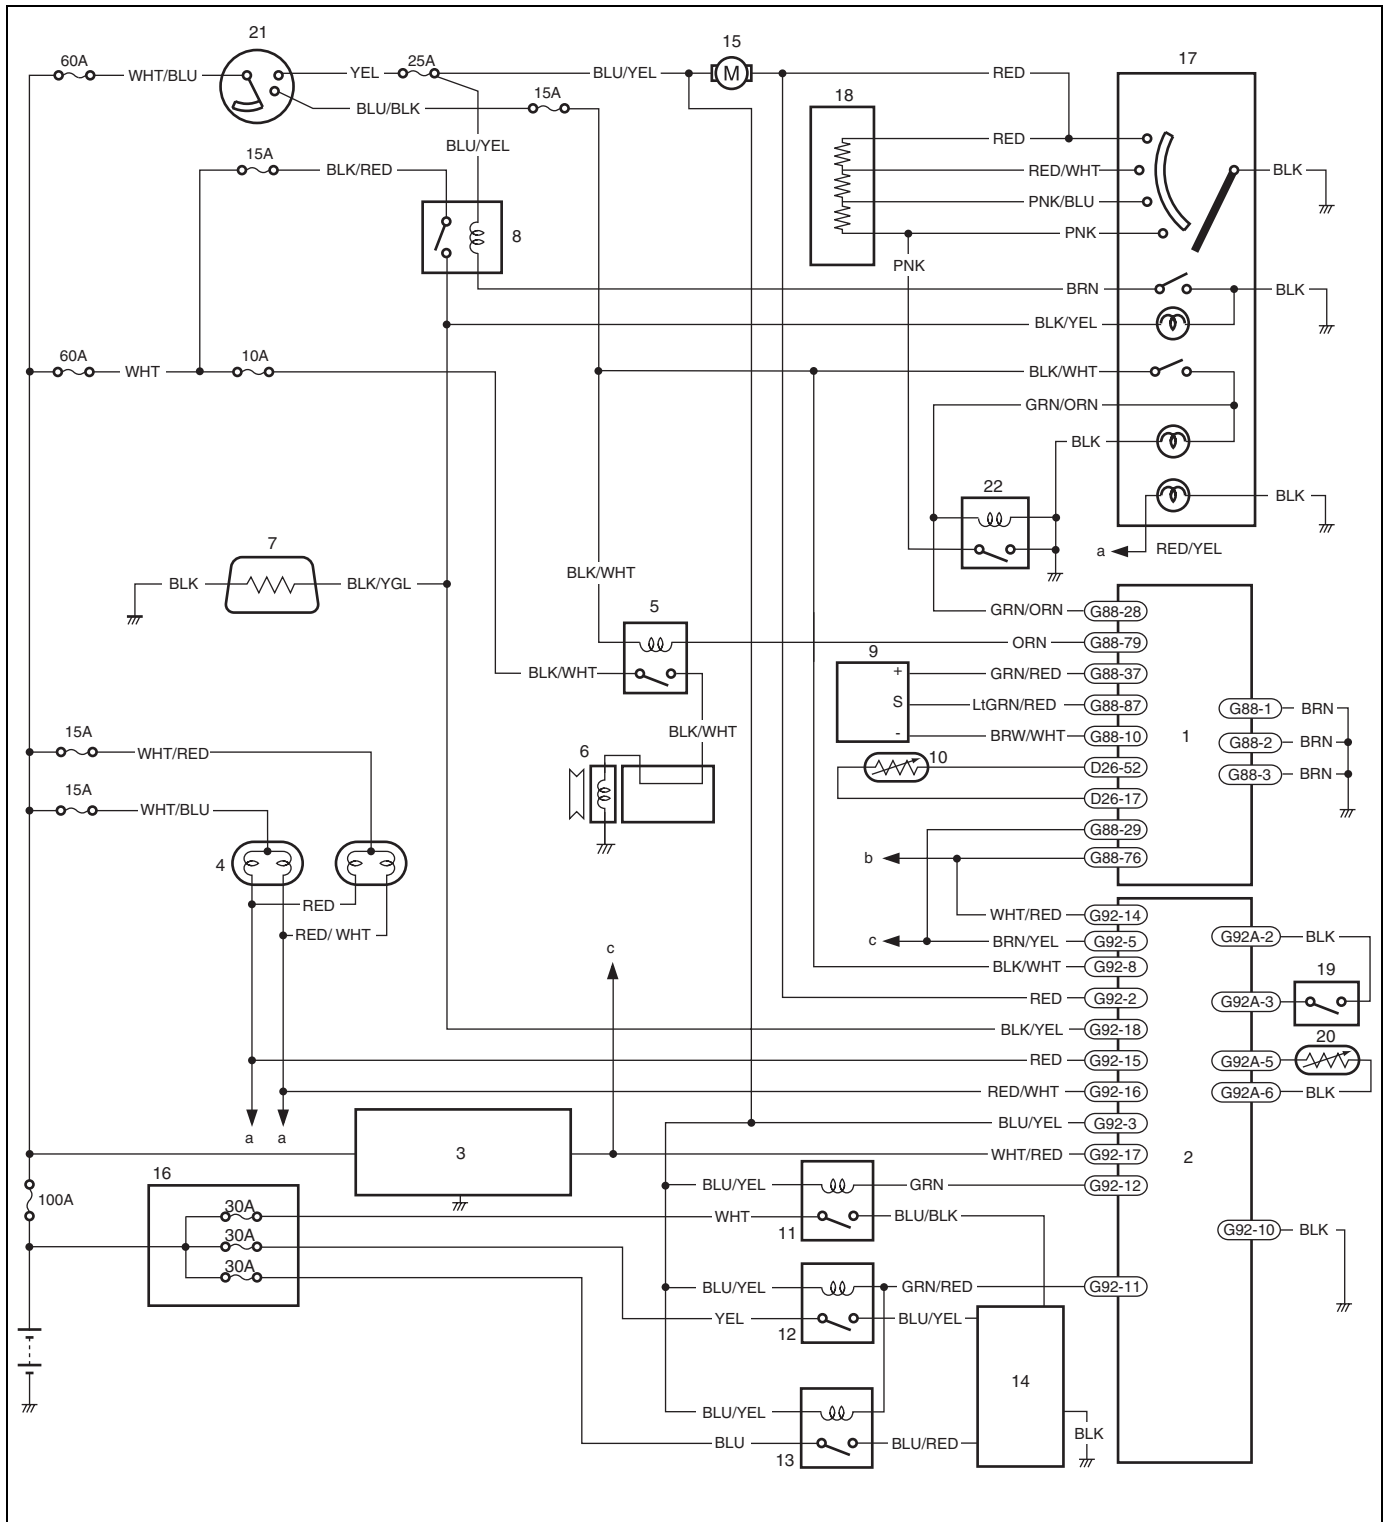 21
15
60A
WHT/BLU
YEL
25A
BLU/YEL
M
RED
17
15A
18
BLU/BLK
BLU/YEL
RED
15A
BLK/RED
RED/WHT
BLK
PNK/BLU
8
PNK
PNK
BRN
BLK
BLK/YEL
60A
WHT
10A
BLK/WHT
GRN/ORN
BLK
22
BLK
a
RED/YEL
7
BLK
BLK/YGL
BLK/WHT
5
GRN/ORN
G88-28
ORN
G88-79
9
+
S
-
BLK/WHT
GRN/RED
G88-37
LtGRN/RED
G88-87
G88-1
BRN
BLK/WHT
BRW/WHT
G88-10
1
G88-2
BRN
15A
WHT/RED
6
10
D26-52
G88-3
BRN
15A
WHT/BLU
D26-17
G88-29
4
b
G88-76
RED
WHT/RED
G92-14
RED/ WHT
c
c
BRN/YEL
G92-5
G92A-2
BLK
BLK/WHT
G92-8
19
RED
G92-2
G92A-3
BLK/YEL
G92-18
20
RED
G92-15
G92A-5
RED/WHT
G92-16
G92A-6
BLK
a
a
BLU/YEL
G92-3
3
WHT/RED
G92-17
2
16
100A
BLU/YEL
GRN
G92-12
30A
WHT
BLU/BLK
11
30A
G92-10
BLK
30A
BLU/YEL
GRN/RED
G92-11
YEL
BLU/YEL
12
14
BLU/YEL
BLK
BLU
BLU/RED
13